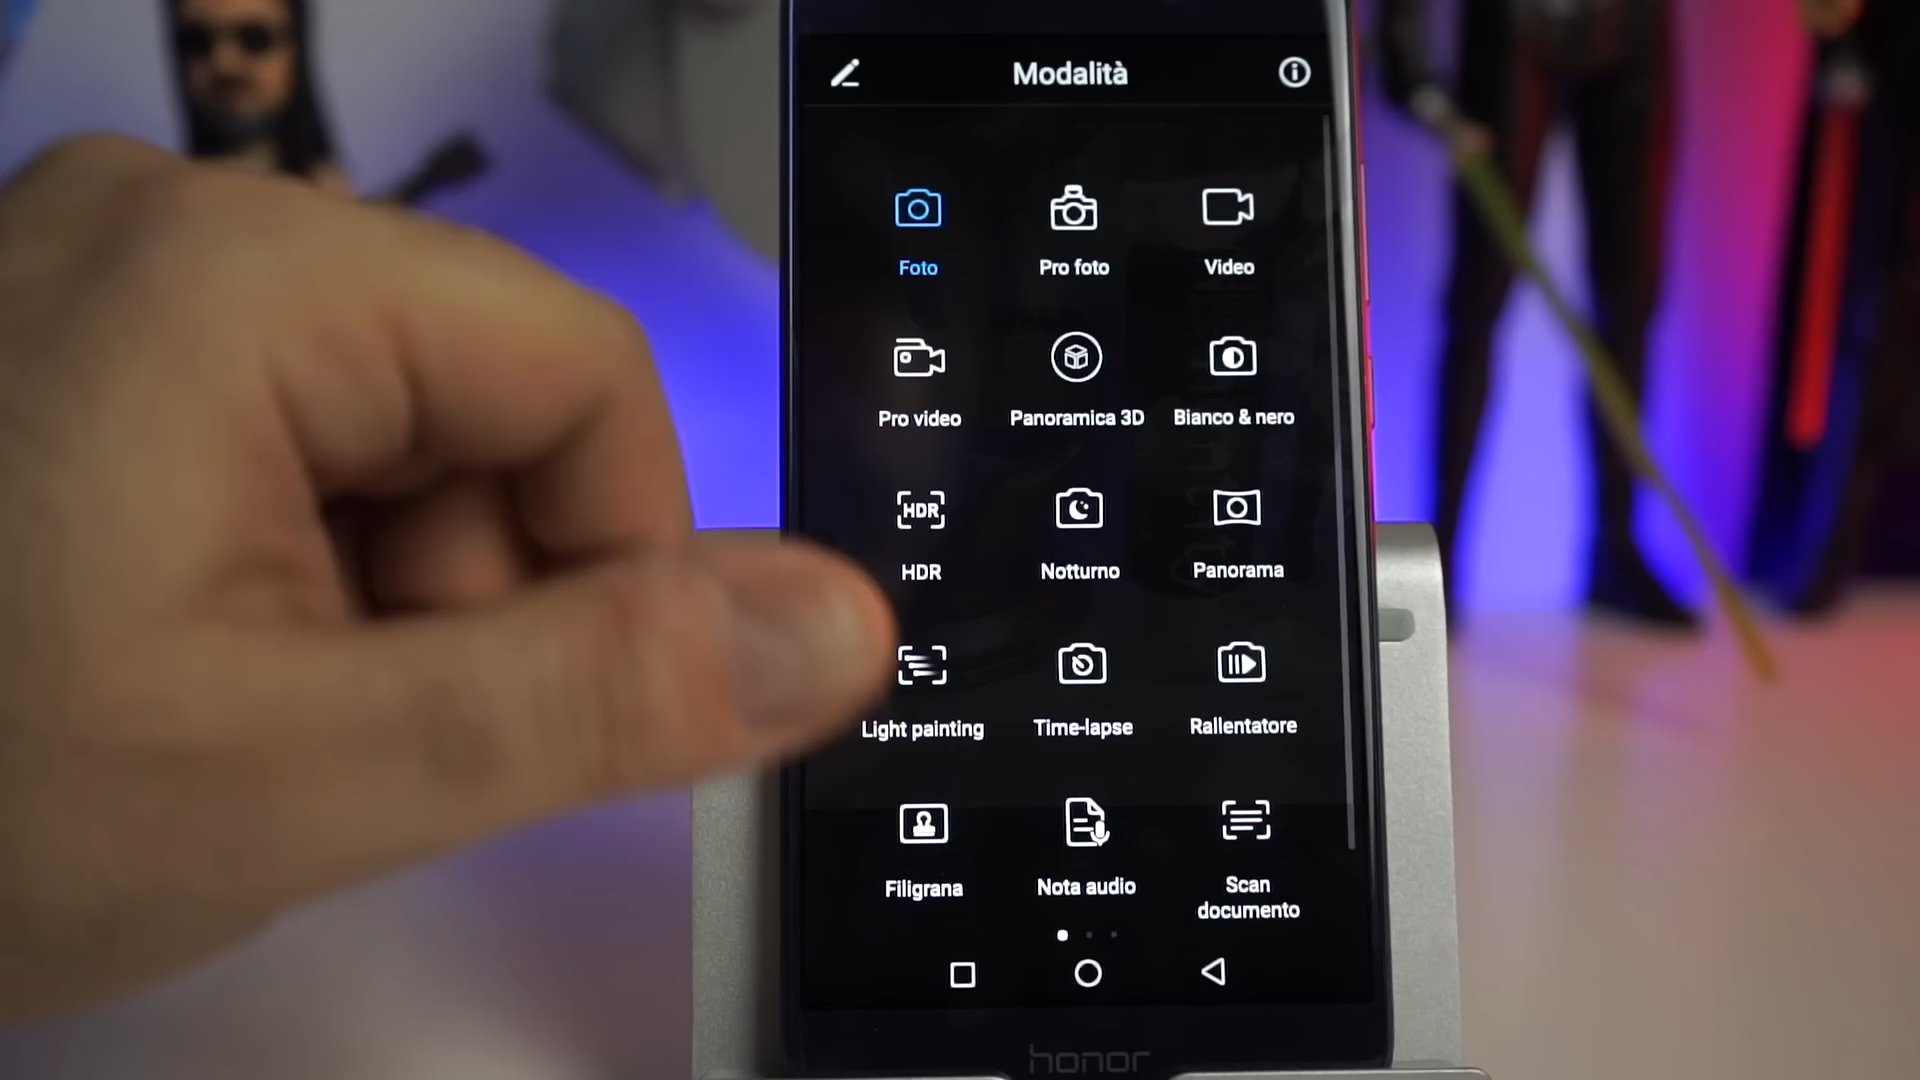 Modalità
Foto
Pro foto
Video
Pro video
Panoramica 3D
Bianco & nero
HDR
HDR
Notturno
Panorama
Light painting
Time-lapse
Rallentatore
Filigrana
Nota audio
Scan
documento
honor